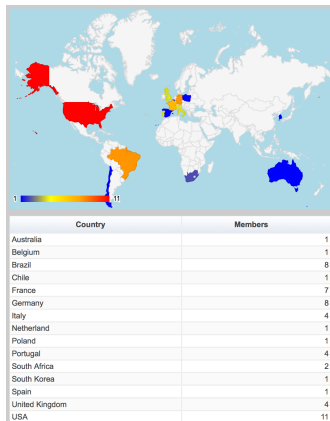 1 11
Country Members
Australia 1
Belgium 1
Brazil 8
Chile 1
France 7
Germany 8
Italy 4
Netherland 1
Poland 1
Portugal 4
South Africa 2
South Korea 1
Spain 1
United Kingdom 4
USA 11